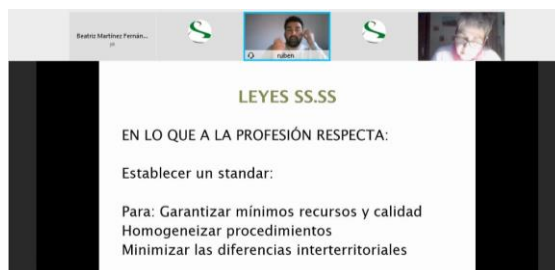 Beatriz Martínez Fernán...
ruben
LEYES SS.SS
EN LO QUE A LA PROFESIÓN RESPECTA:
Establecer un standar:
Para: Garantizar mínimos recursos y calidad
Homogeneizar procedimientos
Minimizar las diferencias interterritoriales